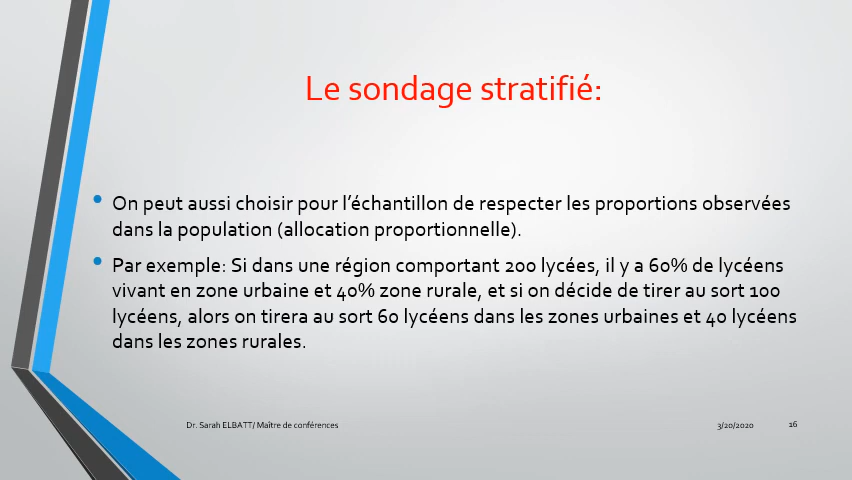 Le sondage stratifié:
• On peut aussi choisir pour l’échantillon de respecter les proportions observées
dans la population (allocation proportionnelle).
• Par exemple: Si dans une région comportant 200 lycées, il y a 60% de lycéens
vivant en zone urbaine et 40% zone rurale, et si on décide de tirer au sort 100
lycéens, alors on tirera au sort 60 lycéens dans les zones urbaines et 40 lycéens
dans les zones rurales.
Dr. Sarah ELBATT/ Maître de conférences
3/20/2020
16